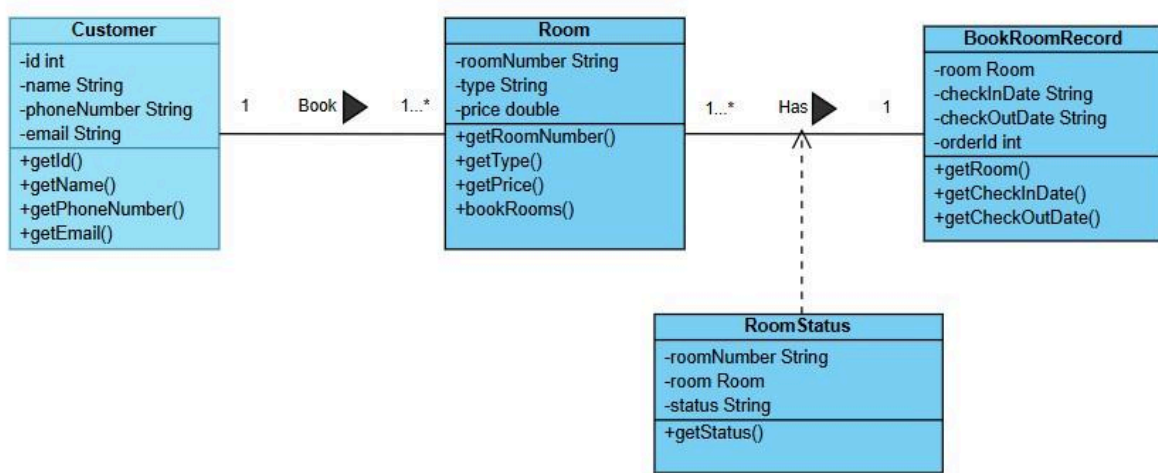 Customer
-id int
-name String
-phoneNumber String
-email String
+getId()
+getName()
+getPhoneNumber()
+getEmail()
1
Book
1...*
Room
-roomNumber String
-type String
-price double
+getRoomNumber()
+getType()
+getPrice()
+bookRooms()
1...*
Has
1
BookRoomRecord
-room Room
-checkInDate String
-checkOutDate String
-orderId int
+getRoom()
+getCheckInDate()
+getCheckOutDate()
RoomStatus
-roomNumber String
-room Room
-status String
+getStatus()